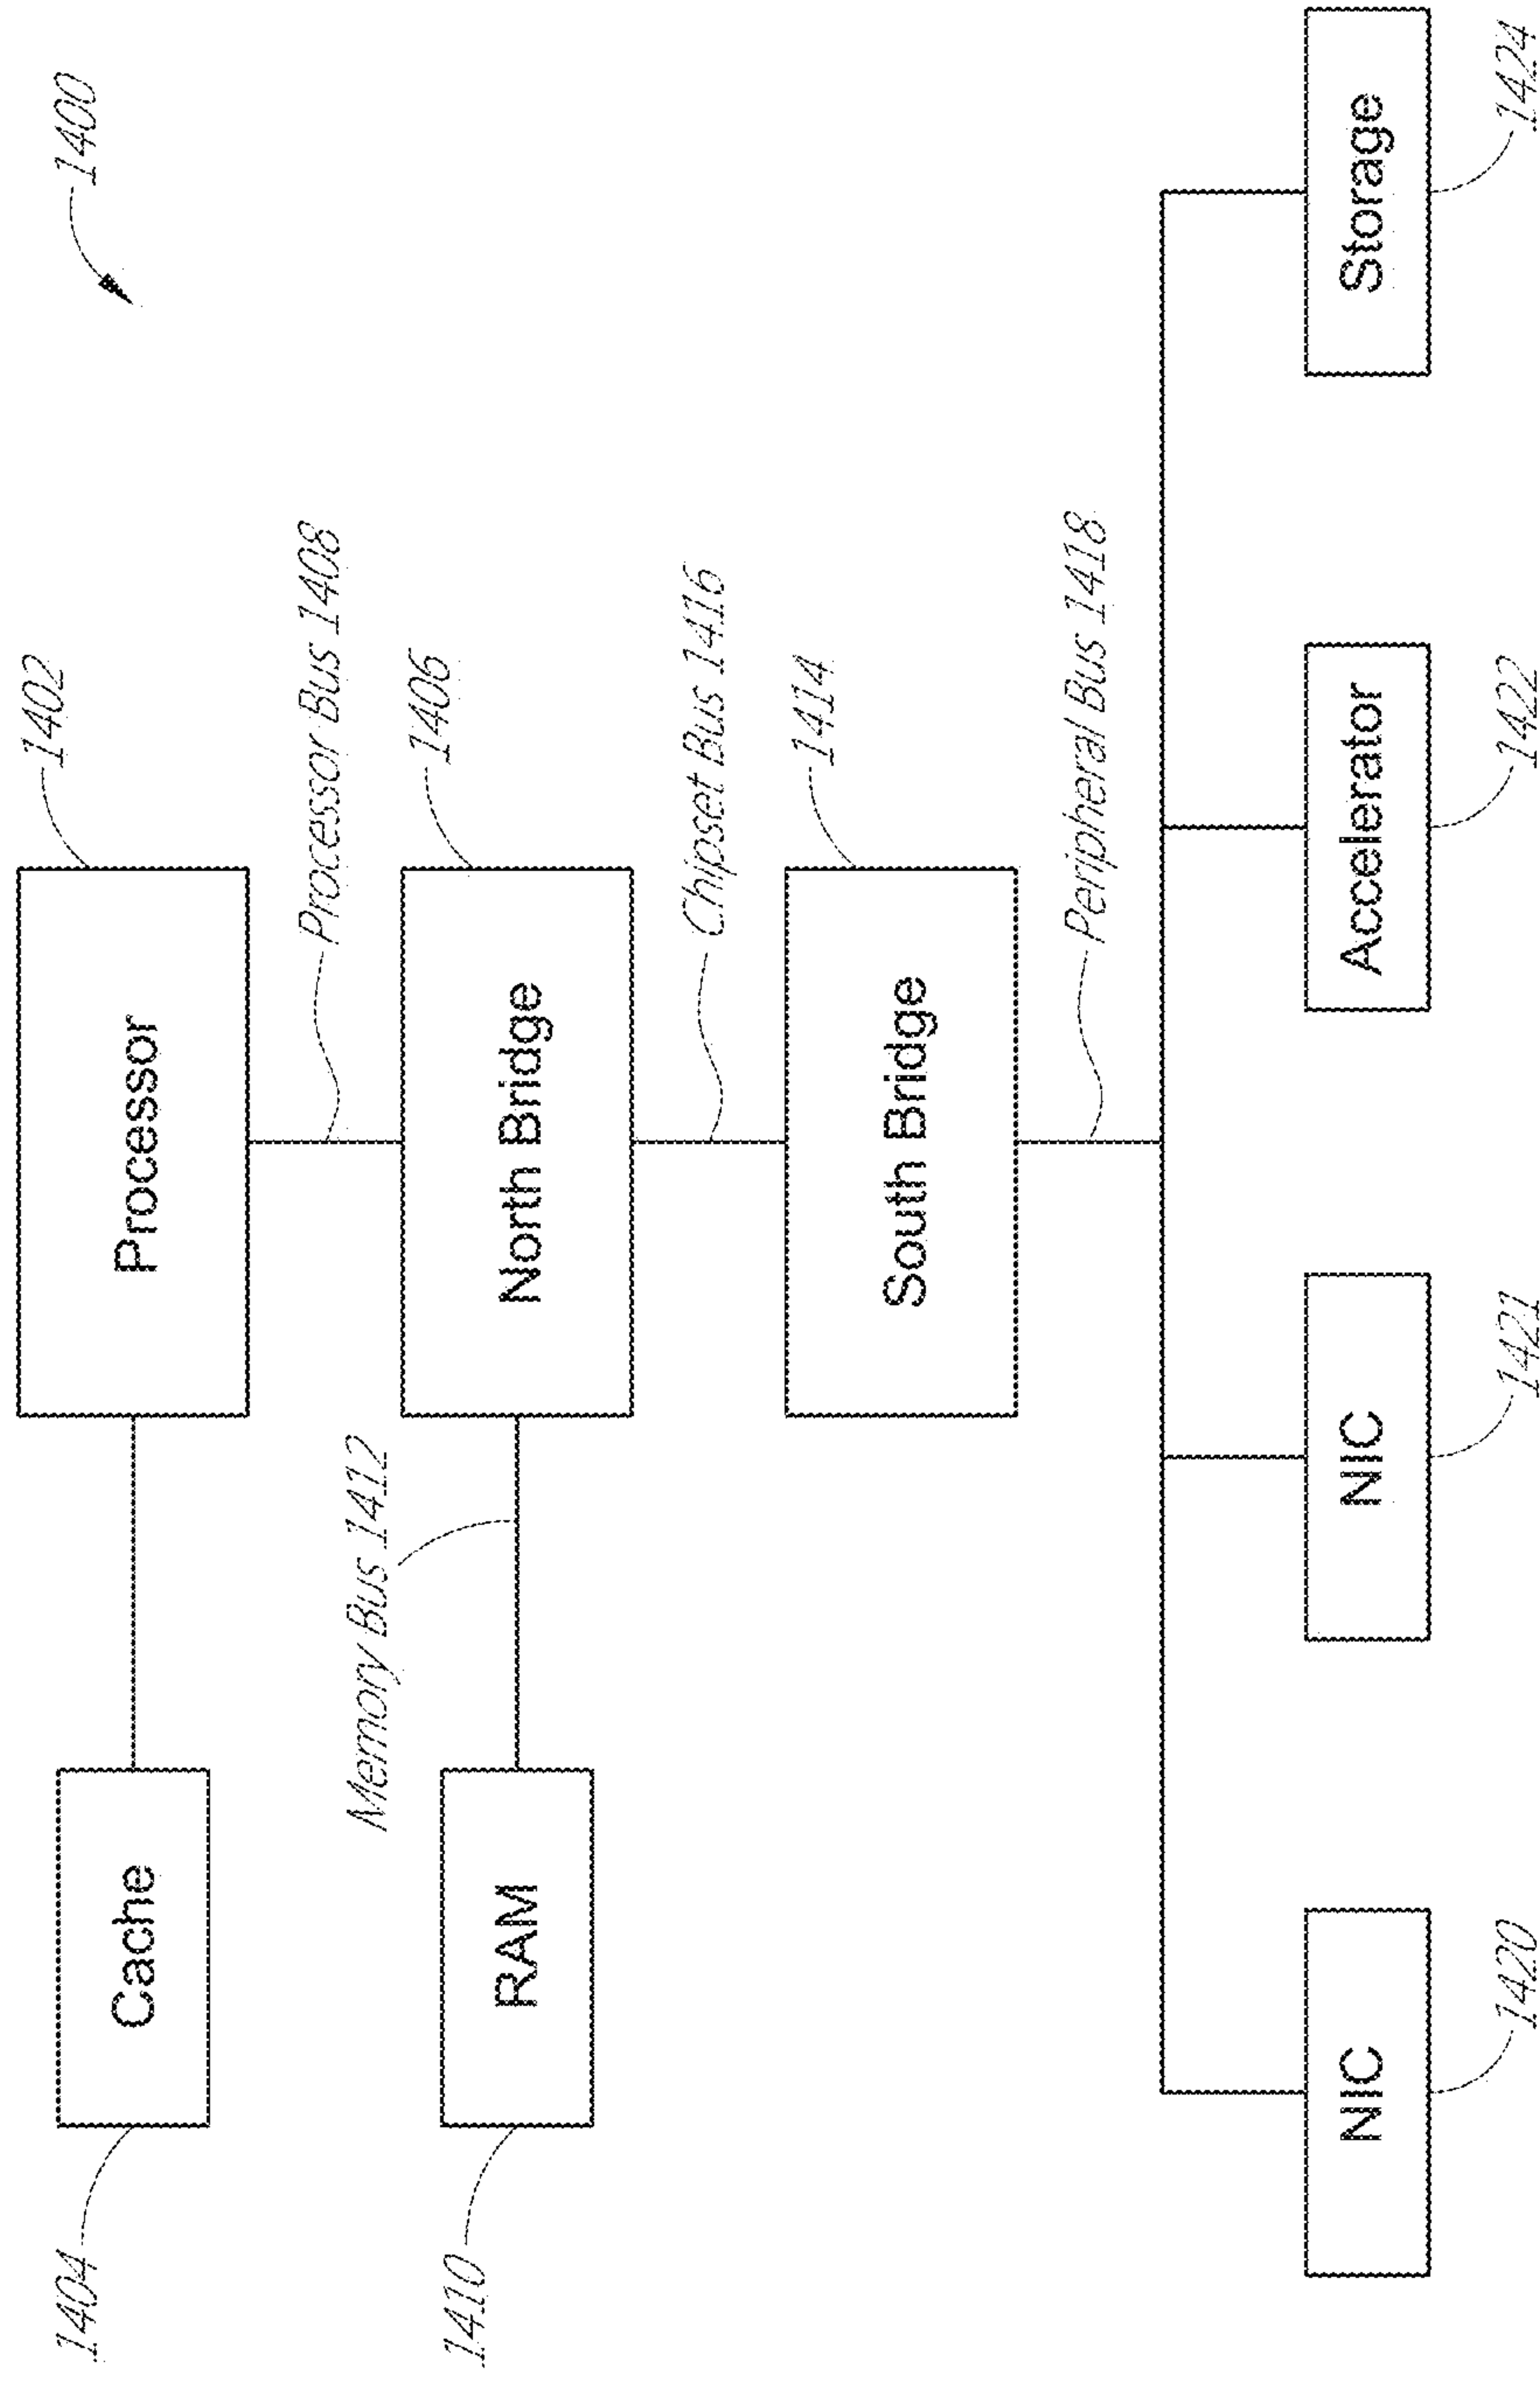 1400
1402
Processor
Cache
1404
Processor Bus 1408
1406
North Bridge
Memory Bus 1412
RAM
1410
Chipset Bus 1416
1414
South Bridge
Peripheral Bus 1418
NIC
NIC
Accelerator
Storage
1420
1421
1422
1424